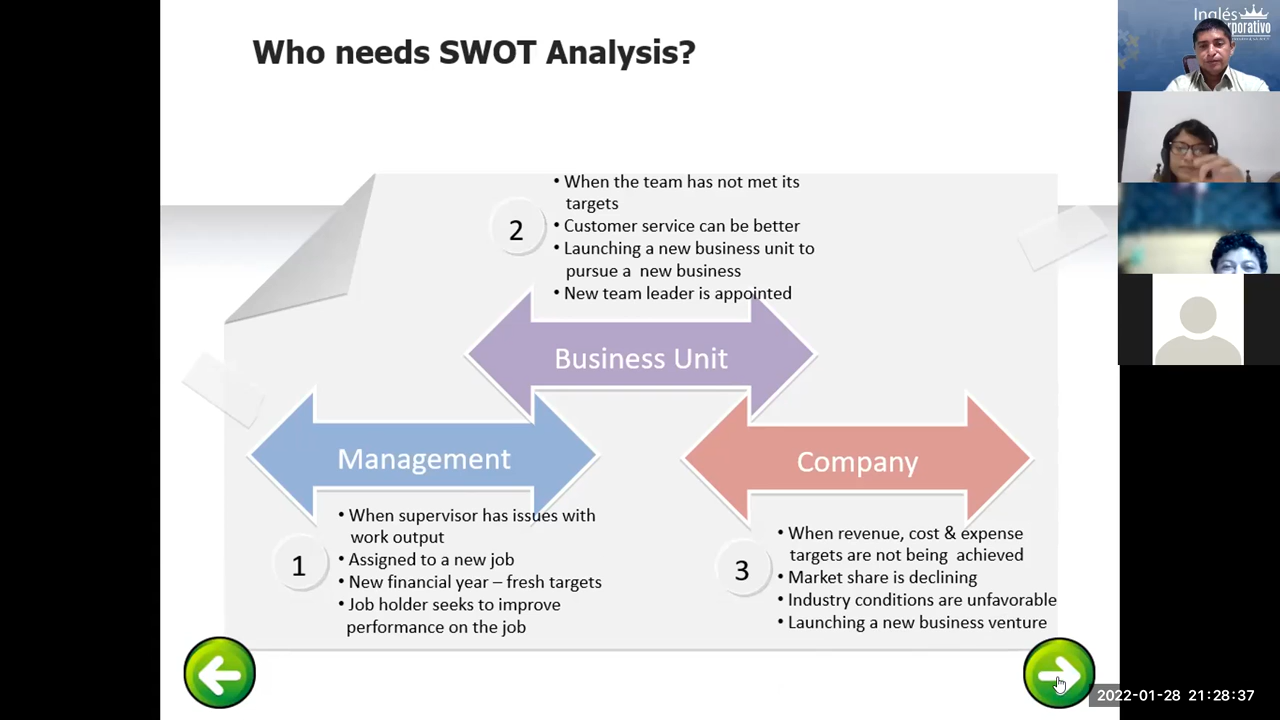 Who needs SWOT Analysis?
• When the team has not met its
targets
• Customer service can be better
• Launching a new business unit to
pursue a new business
• New team leader is appointed
2
Business Unit
Management
Company
• When supervisor has issues with
work output
• Assigned to a new job
• New financial year – fresh targets
• Job holder seeks to improve
performance on the job
1
• When revenue, cost & expense
targets are not being achieved
• Market share is declining
• Industry conditions are unfavorable
• Launching a new business venture
3
Inglés
2022-01-28 21:28:37